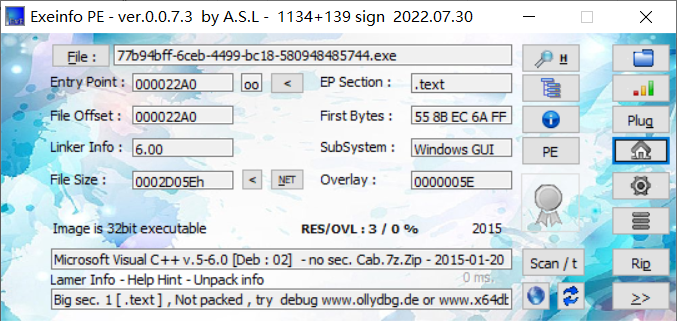 Exeinfo PE - ver.0.0.7.3 by A.S.L - 1134+139 sign 2022.07.30
File : 77b94bff-6ceb-4499-bc18-580948485744.exe H
Entry Point : 000022A0 oo < EP Section : .text
File Offset : 000022A0 First Bytes : 55 8B EC 6A FF Plug
Linker Info : 6.00 SubSystem : Windows GUI PE
File Size : 0002D05Eh < NET Overlay : 0000005E
Image is 32bit executable RES/OVL : 3 / 0 % 2015
Microsoft Visual C++ v.5-6.0 [Deb : 02] - no sec. Cab.7z.Zip - 2015-01-20 Scan / t Rip
Lamer Info - Help Hint - Unpack info 0 ms.
Big sec. 1 [ .text ] , Not packed , try debug www.ollydbg.de or www.x64db >>